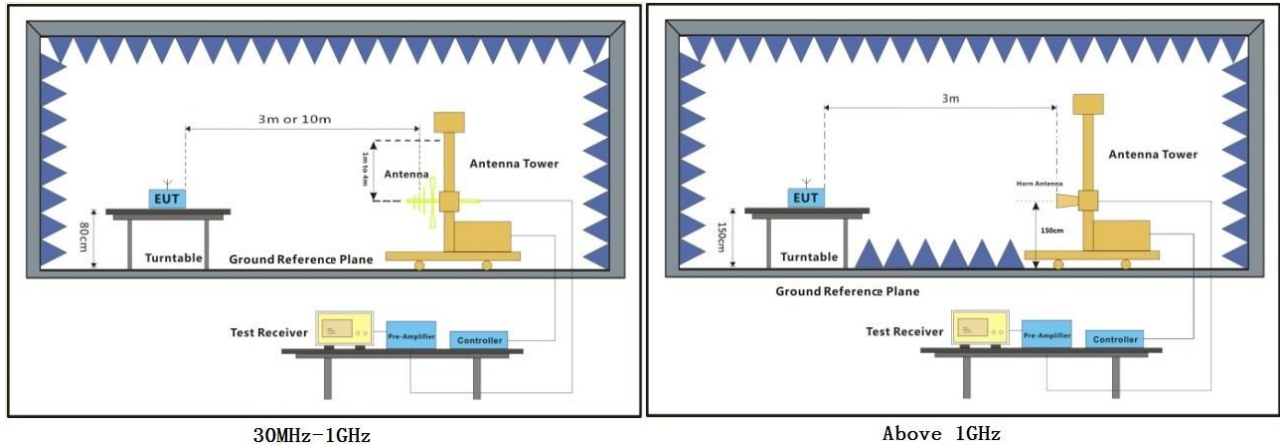 3m or 10m
1m to 4m
Antenna
Antenna Tower
EUT
80cm
Turntable
Ground Reference Plane
Test Receiver
Pre-Amplifier
Controller
30MHz-1GHz
3m
Antenna Tower
Horn Antenna
EUT
150cm
150cm
Turntable
Ground Reference Plane
Test Receiver
Pre-Amplifier
Controller
Above 1GHz